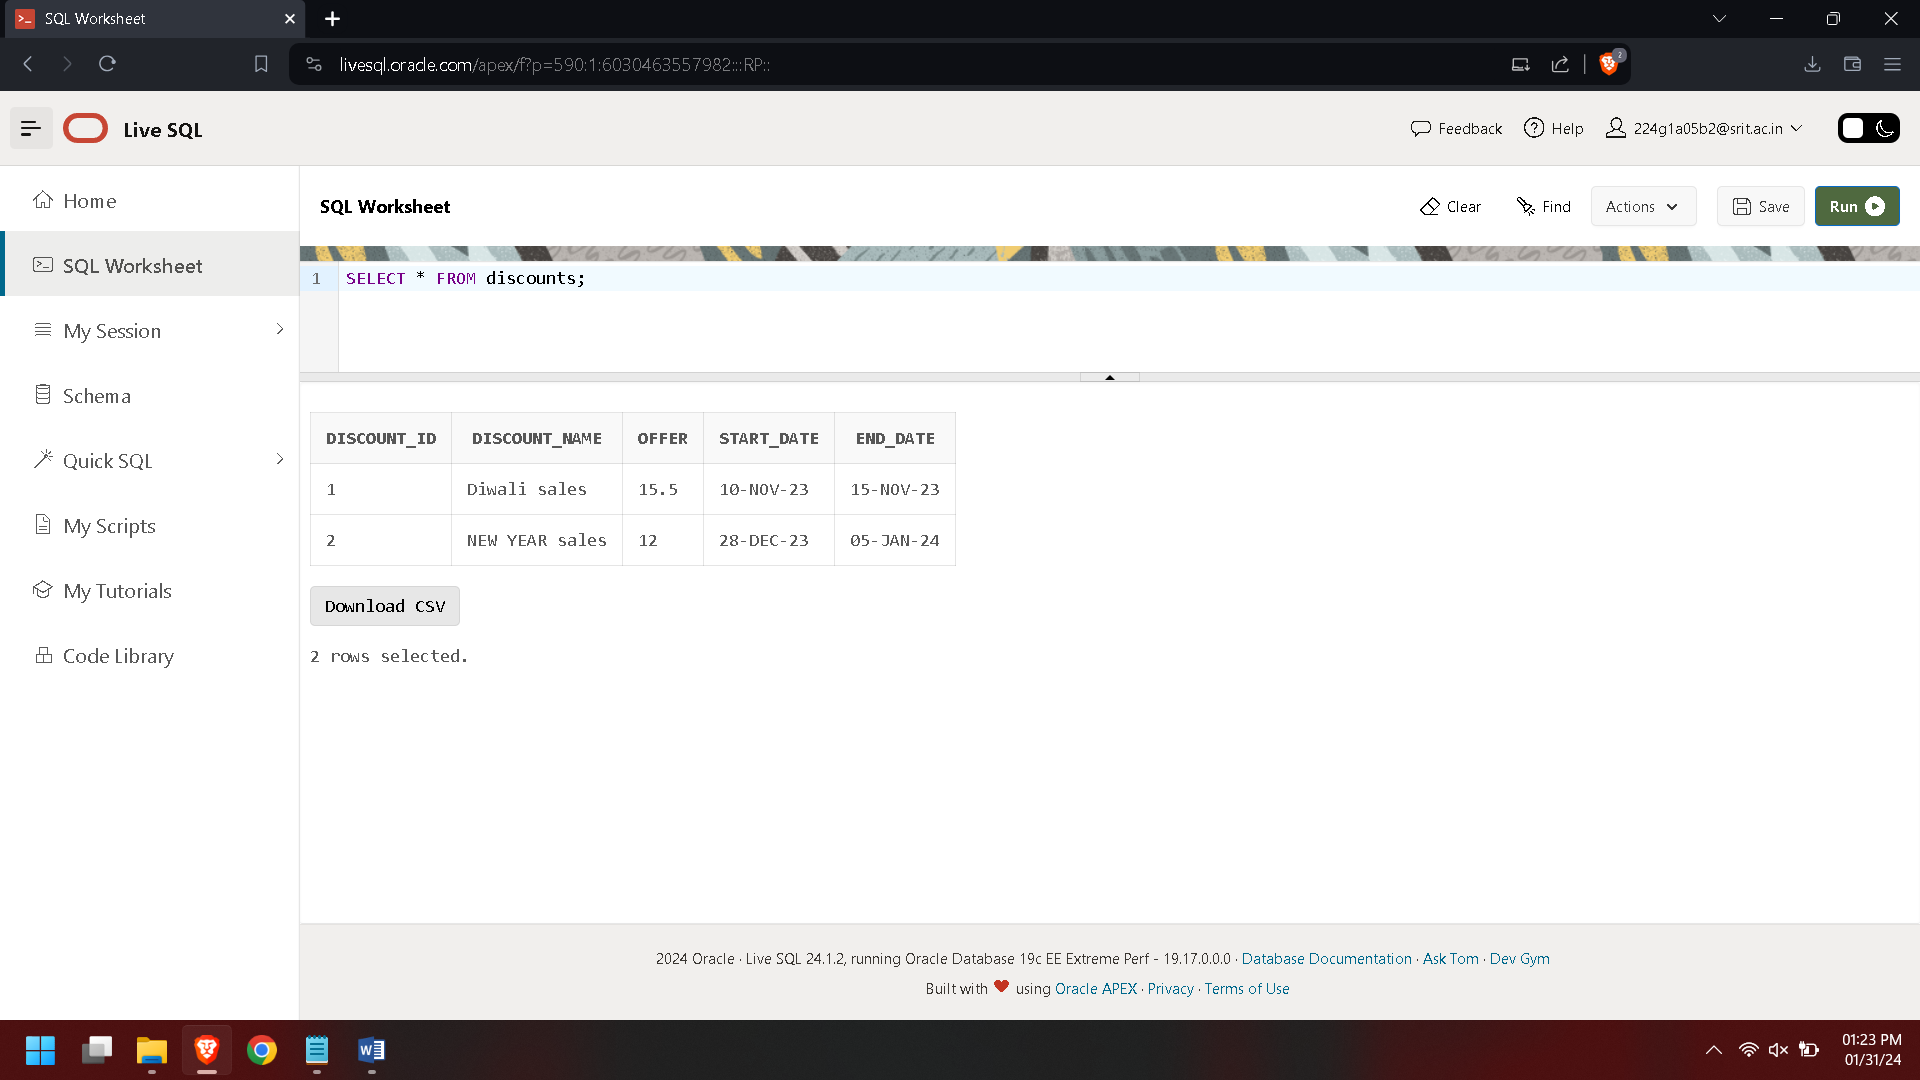 SQL Worksheet
livesql.oracle.com/apex/f?p=590:1:6030463557982:::RP::
2
Live SQL
Feedback
Help
224g1a05b2@srit.ac.in
Home
SQL Worksheet
My Session
Schema
Quick SQL
My Scripts
My Tutorials
Code Library
SQL Worksheet
Clear
Find
Actions
Save
Run
1 SELECT * FROM discounts;
DISCOUNT_ID DISCOUNT_NAME OFFER START_DATE END_DATE
1 Diwali sales 15.5 10-NOV-23 15-NOV-23
2 NEW YEAR sales 12 28-DEC-23 05-JAN-24
Download CSV
2 rows selected.
2024 Oracle · Live SQL 24.1.2, running Oracle Database 19c EE Extreme Perf - 19.17.0.0.0 · Database Documentation · Ask Tom · Dev Gym
Built with ♥ using Oracle APEX · Privacy · Terms of Use
01:23 PM
01/31/24